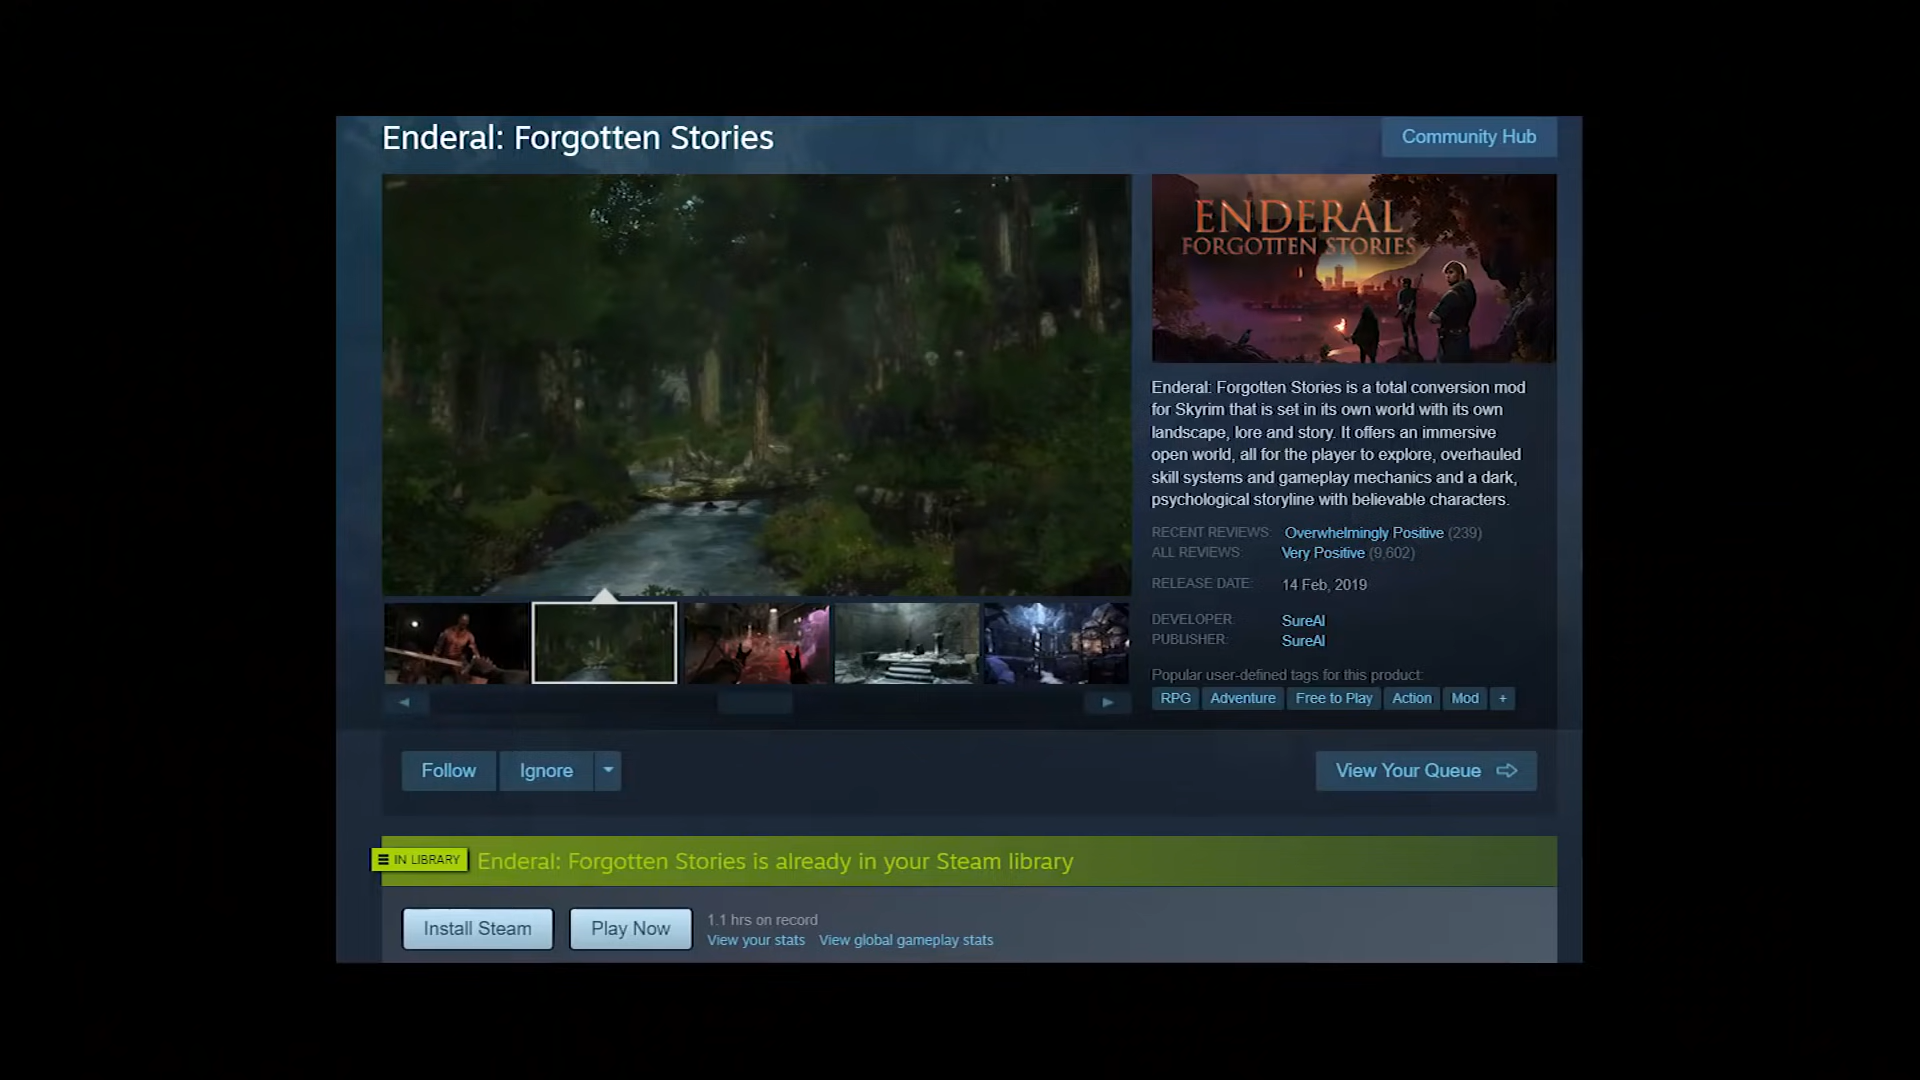 Enderal: Forgotten Stories
Community Hub
ENDERAL
FORGOTTEN STORIES
Enderal: Forgotten Stories is a total conversion mod
for Skyrim that is set in its own world with its own
landscape, lore and story. It offers an immersive
open world, all for the player to explore, overhauled
skill systems and gameplay mechanics and a dark,
psychological storyline with believable characters.
RECENT REVIEWS: Overwhelmingly Positive (239)
ALL REVIEWS: Very Positive (9,602)
RELEASE DATE: 14 Feb, 2019
DEVELOPER: SureAI
PUBLISHER: SureAI
Popular user-defined tags for this product:
RPG Adventure Free to Play Action Mod +
Follow Ignore
View Your Queue
IN LIBRARY Enderal: Forgotten Stories is already in your Steam library
Install Steam Play Now
1.1 hrs on record
View your stats View global gameplay stats